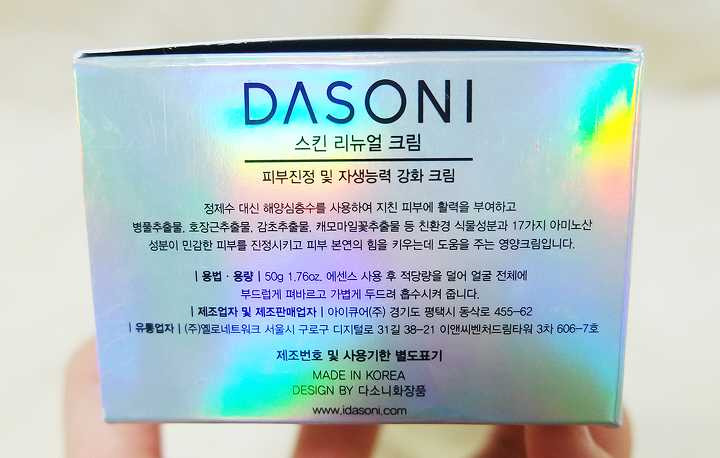 DASONI
스킨 리뉴얼 크림
피부진정 및 자생능력 강화 크림
정제수 대신 해양심층수를 사용하여 지친 피부에 활력을 부여하고
병풀추출물, 호장근추출물, 감초추출물, 캐모마일꽃추출물 등 친환경 식물성분과 17가지 아미노산
성분이 민감한 피부를 진정시키고 피부 본연의 힘을 키우는데 도움을 주는 영양크림입니다.
| 용법 · 용량 | 50g 1.76oz. 에센스 사용 후 적당량을 덜어 얼굴 전체에
부드럽게 펴바르고 가볍게 두드려 흡수시켜 줍니다.
| 제조업자 및 제조판매업자 | 아이큐어(주) 경기도 평택시 동삭로 455-62
| 유통업자 | (주)옐로네트워크 서울시 구로구 디지털로 31길 38-21 이앤씨벤처드림타워 3차 606-7호
제조번호 및 사용기한 별도표기
MADE IN KOREA
DESIGN BY 다소니화장품
www.idasoni.com